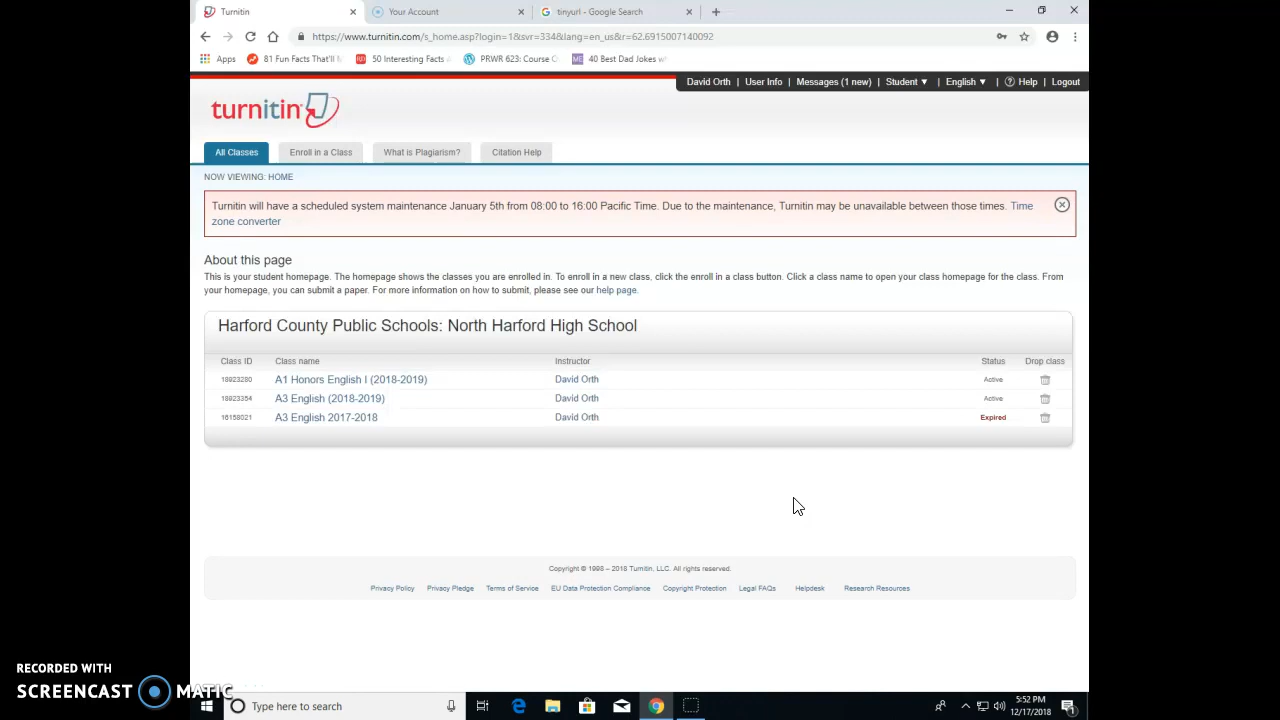 Turnitin
Your Account
tinyurl - Google Search
https://www.turnitin.com/s_home.asp?login=1&svr=334&lang=en_us&r=62.6915007140092
Apps
81 Fun Facts That'll
50 Interesting Facts
PRWR 623: Course
40 Best Dad Jokes
David Orth | User Info | Messages (1 new) | Student ▼ | English ▼ | ? Help | Logout
turnitin
All Classes
Enroll in a Class
What is Plagiarism?
Citation Help
NOW VIEWING: HOME
Turnitin will have a scheduled system maintenance January 5th from 08:00 to 16:00 Pacific Time. Due to the maintenance, Turnitin may be unavailable between those times. Time
zone converter
About this page
This is your student homepage. The homepage shows the classes you are enrolled in. To enroll in a new class, click the enroll in a class button. Click a class name to open your class homepage for the class. From
your homepage, you can submit a paper. For more information on how to submit, please see our help page.
Harford County Public Schools: North Harford High School
Class ID Class name Instructor Status Drop class
18923280 A1 Honors English I (2018-2019) David Orth Active
18923354 A3 English (2018-2019) David Orth Active
16158021 A3 English 2017-2018 David Orth Expired
Copyright © 1998 – 2018 Turnitin, LLC. All rights reserved.
Privacy Policy Privacy Pledge Terms of Service EU Data Protection Compliance Copyright Protection Legal FAQs Helpdesk Research Resources
RECORDED WITH
SCREENCAST MATIC
Type here to search
5:52 PM
12/17/2018
1